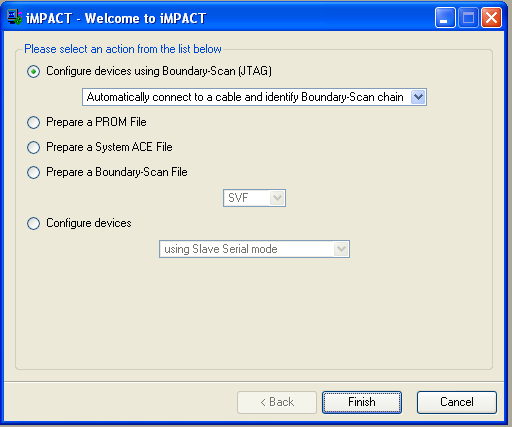 iMPACT - Welcome to iMPACT
Please select an action from the list below
Configure devices using Boundary-Scan (JTAG)
Automatically connect to a cable and identify Boundary-Scan chain
Prepare a PROM File
Prepare a System ACE File
Prepare a Boundary-Scan File
SVF
Configure devices
using Slave Serial mode
< Back Finish Cancel